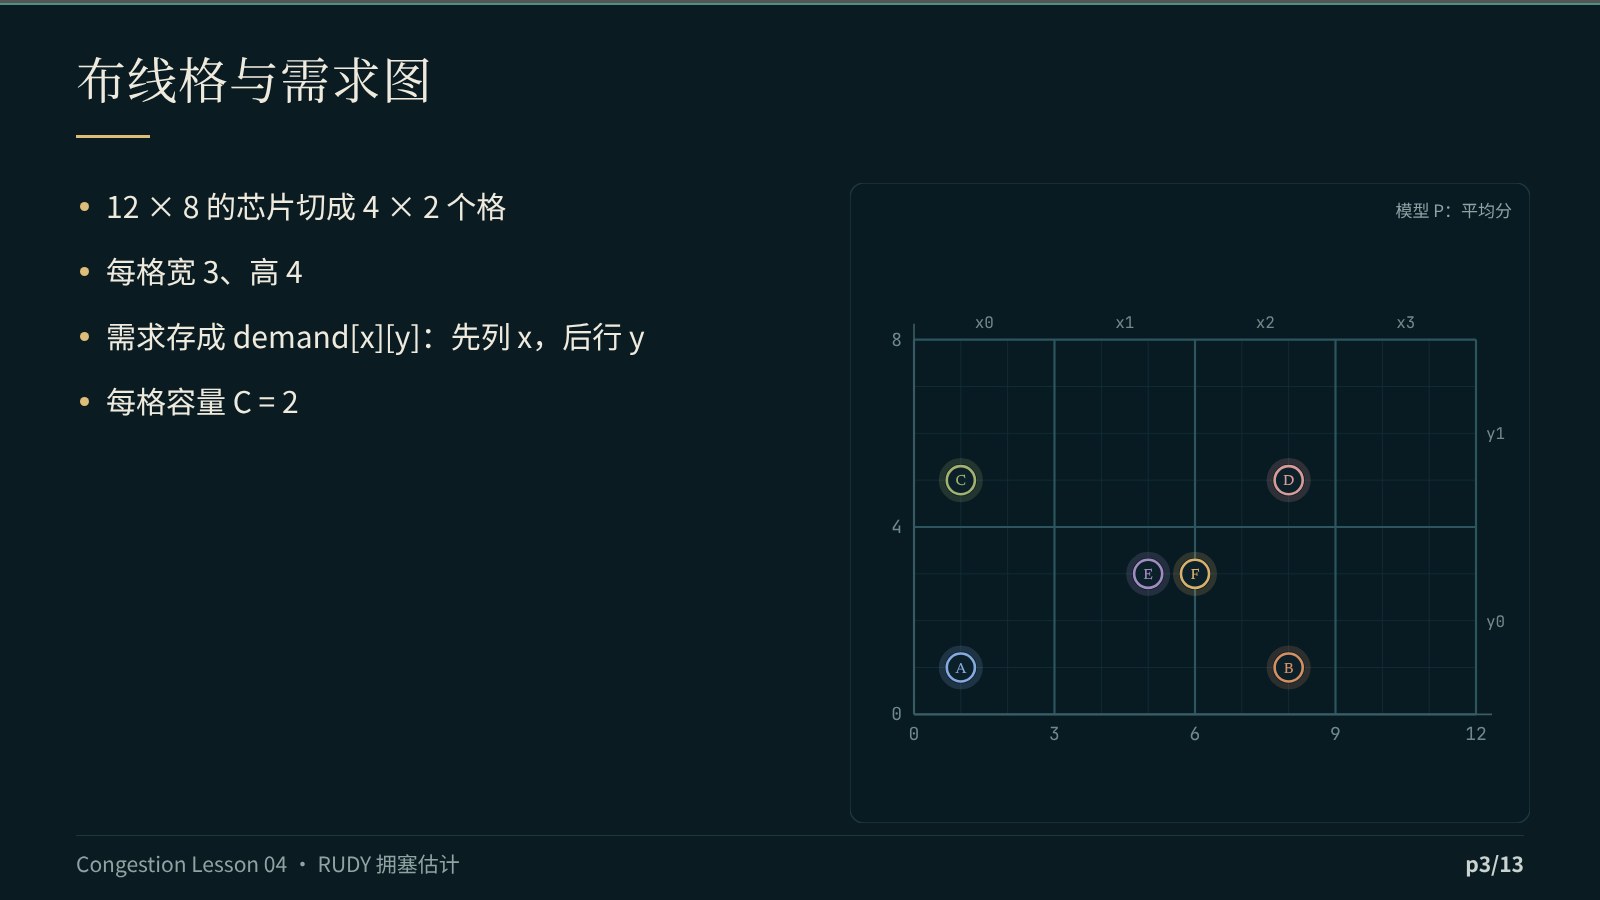 布线格与需求图
12 × 8 的芯片切成 4 × 2 个格
每格宽 3、高 4
需求存成 demand[x][y]：先列 x，后行 y
每格容量 C = 2
模型 P：平均分
x0 x1 x2 x3
8
y1
C D
4
E F
y0
A B
0
0 3 6 9 12
Congestion Lesson 04 · RUDY 拥塞估计
p3/13